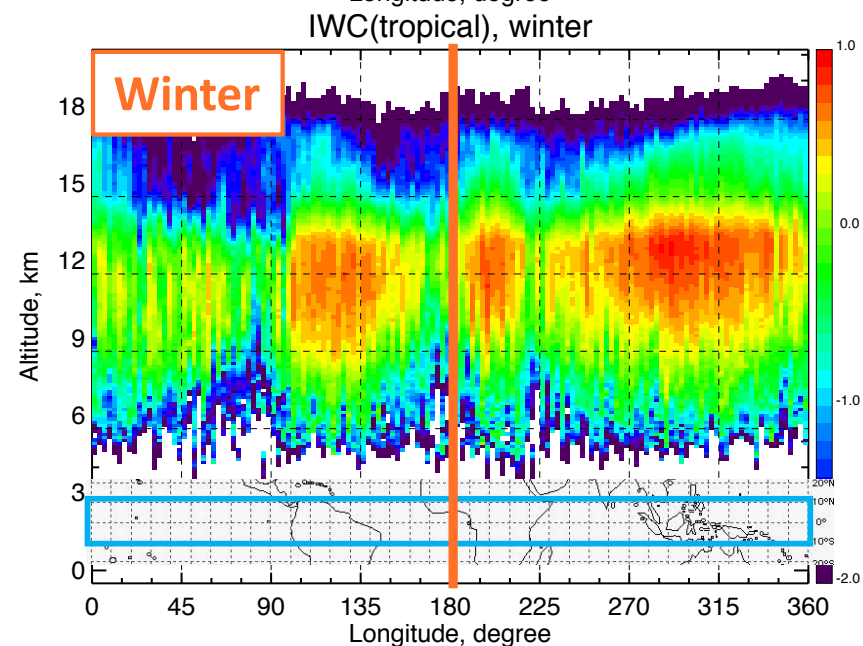 Longitude, degree
IWC(tropical), winter
Winter
1.0
18
15
12
0.0
Altitude, km
9
-1.0
6
3
20°N
10°N
0°
10°S
20°S
0
-2.0
0 45 90 135 180 225 270 315 360
Longitude, degree